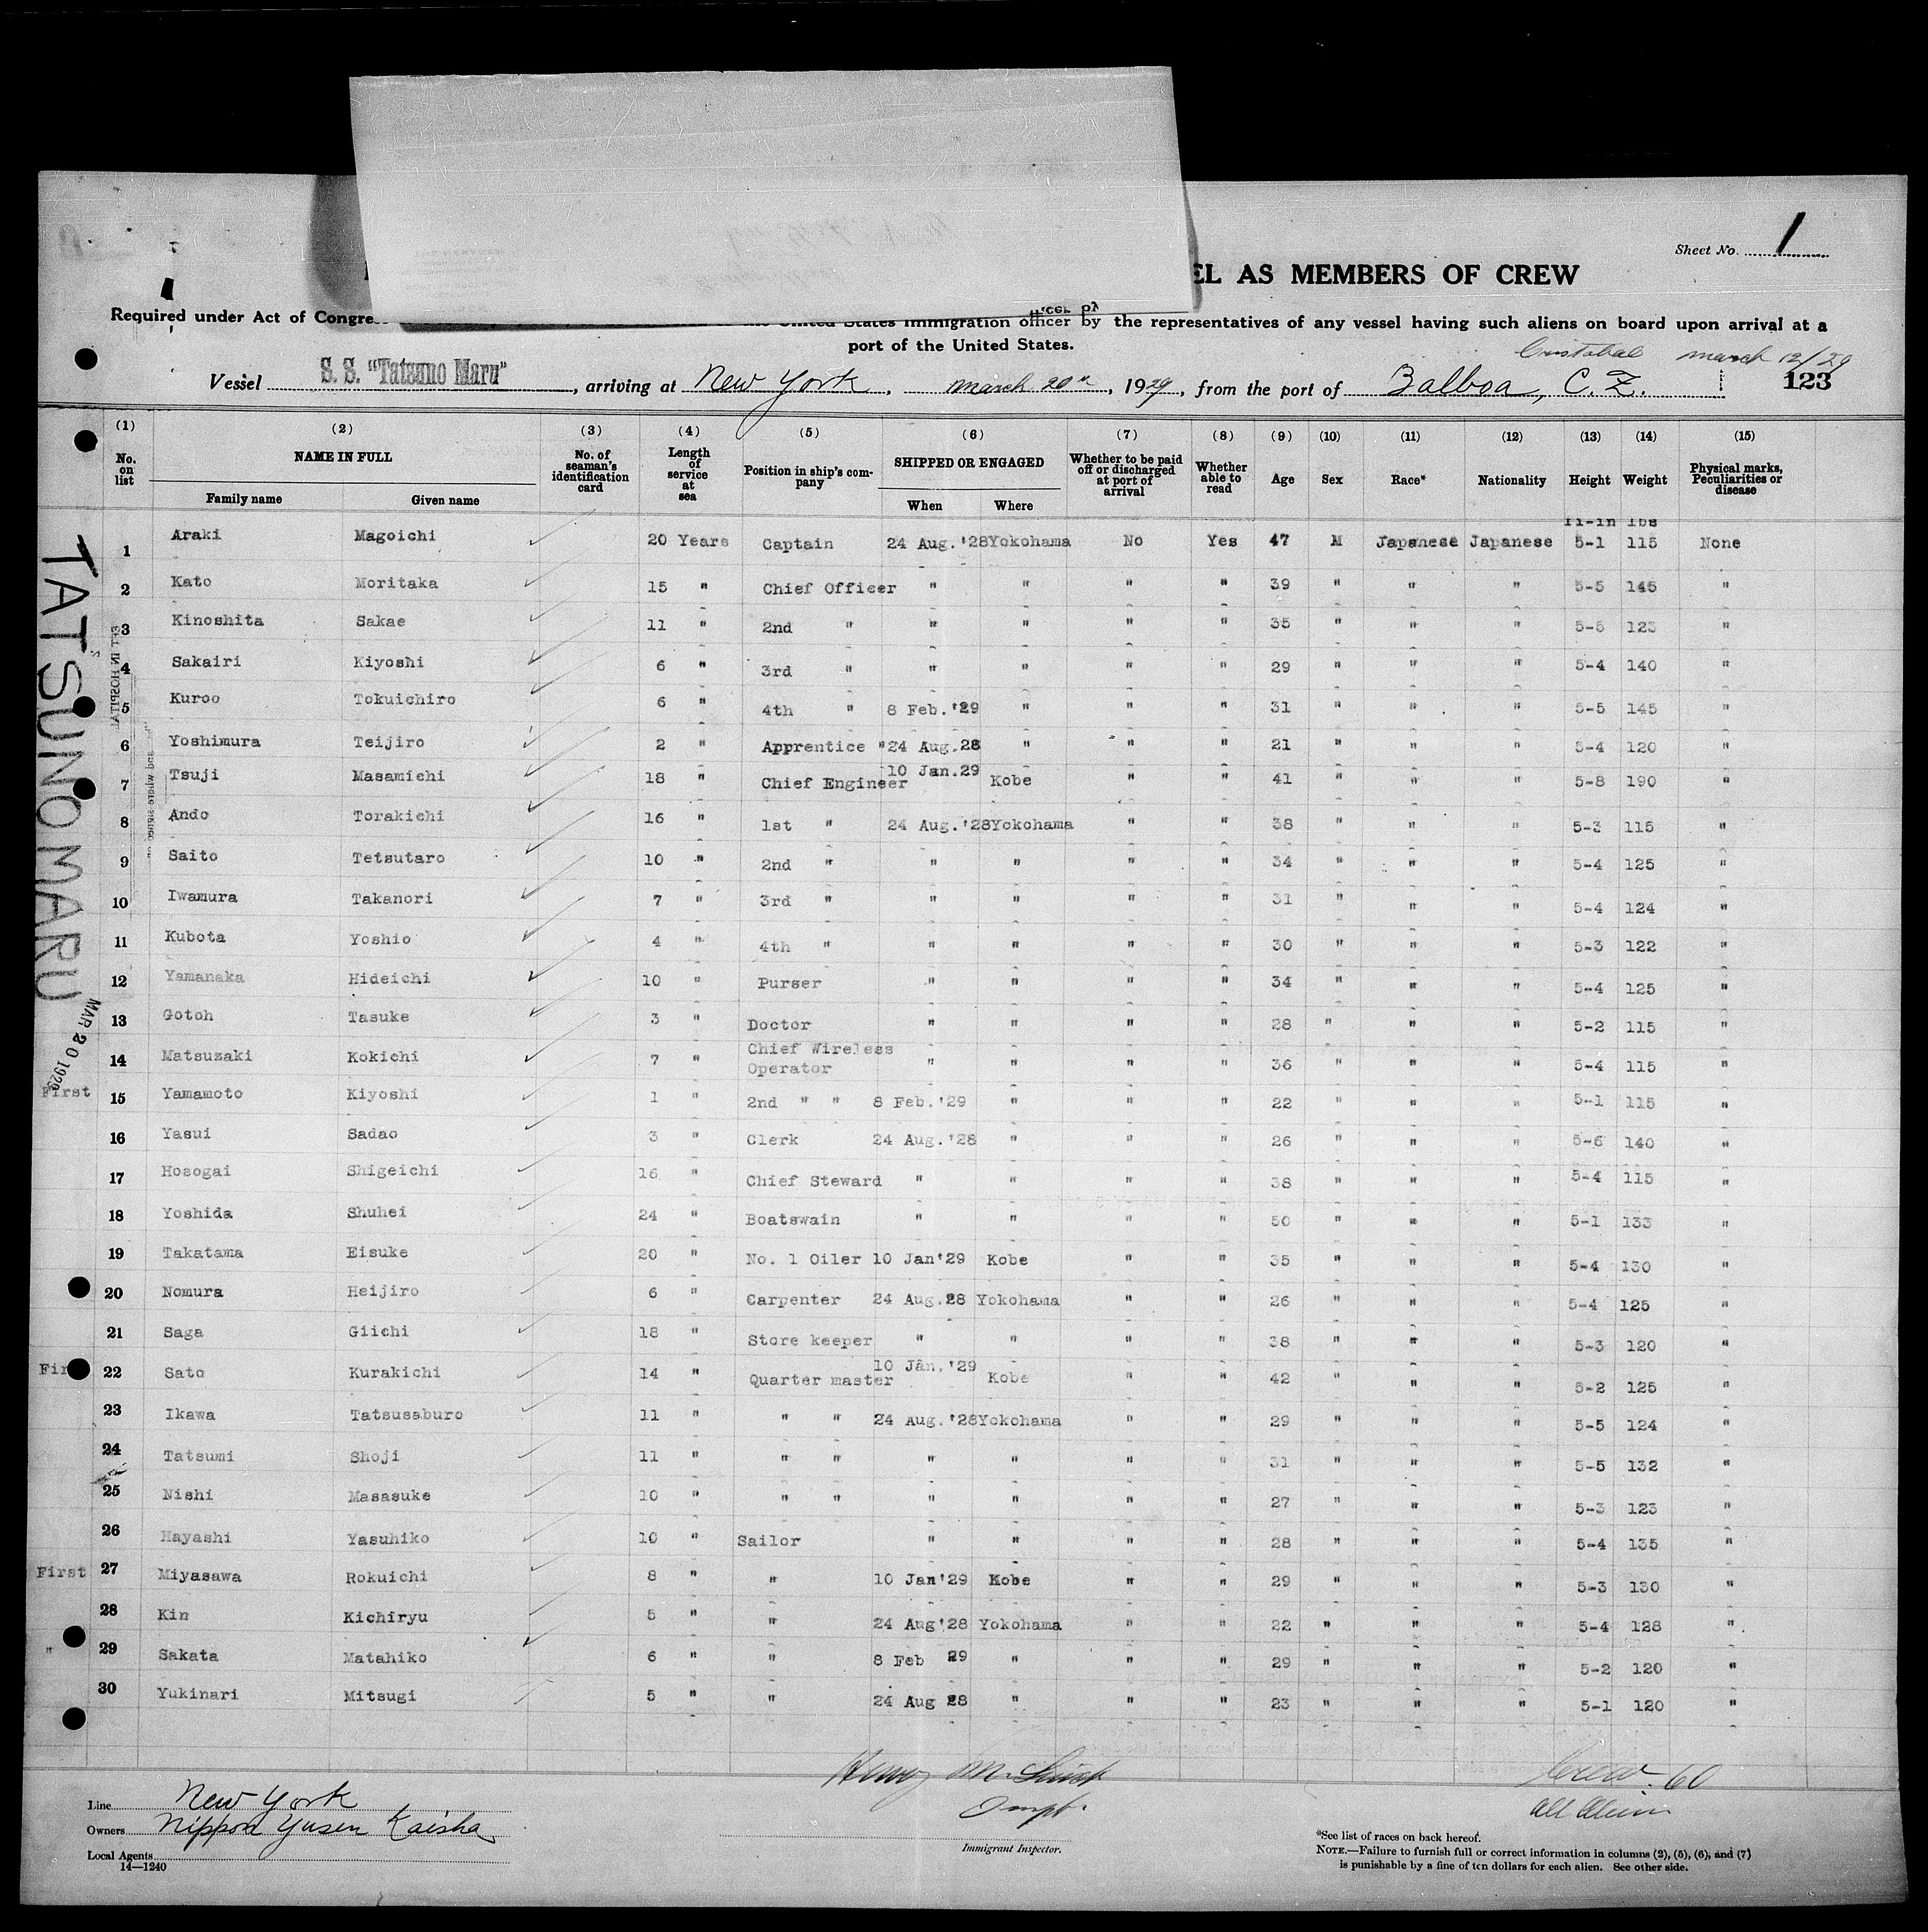 Sheet No. 1
EL AS MEMBERS OF CREW
Required under Act of Congre the United States immigration officer by the representatives of any vessel having such aliens on board upon arrival at a
port of the United States.
Cristobal march 12/29
Vessel S. S. "Tatsuno Maru", arriving at New York, march 20th, 1929, from the port of Balboa, C.Z. 123
(1) (2) (3) (4) (5) (6) (7) (8) (9) (10) (11) (12) (13) (14) (15)
No. on list NAME IN FULL Family name Given name No. of seaman's identification card Length of service at sea Position in ship's company SHIPPED OR ENGAGED When Where Whether to be paid off or discharged at port of arrival Whether able to read Age Sex Race* Nationality Height Weight Physical marks, Peculiarities or disease
ft-in lbs
1 Araki Magoichi 20 Years Captain 24 Aug.'28 Yokohama No Yes 47 M Japanese Japanese 5-1 115 None
2 Kato Moritaka 15 " Chief Officer " " " " 39 " " " 5-5 145 "
3 Kinoshita Sakae 11 " 2nd " " " " " 35 " " " 5-5 123 "
4 Sakairi Kiyoshi 6 " 3rd " " " " " 29 " " " 5-4 140 "
5 Kuroo Tokuichiro 6 " 4th " 8 Feb.'29 " " " 31 " " " 5-5 145 "
6 Yoshimura Teijiro 2 " Apprentice " 24 Aug.28 " " " 21 " " " 5-4 120 "
7 Tsuji Masamichi 18 " Chief Engineer 10 Jan.29 Kobe " " 41 " " " 5-8 190 "
8 Ando Torakichi 16 " 1st " 24 Aug.'28 Yokohama " " 38 " " " 5-3 115 "
9 Saito Tetsutaro 10 " 2nd " " " " " 34 " " " 5-4 125 "
10 Iwamura Takanori 7 " 3rd " " " " " 31 " " " 5-4 124 "
11 Kubota Yoshio 4 " 4th " " " " " 30 " " " 5-3 122 "
12 Yamanaka Hideichi 10 " Purser " " " " 34 " " " 5-4 125 "
13 Gotoh Tasuke 3 " Doctor " " " " 28 " " " 5-2 115 "
14 Matsuzaki Kokichi 7 " Chief Wireless Operator " " " " 36 " " " 5-4 115 "
First 15 Yamamoto Kiyoshi 1 " 2nd " " 8 Feb.'29 " " " 22 " " " 5-1 115 "
16 Yasui Sadao 3 " Clerk 24 Aug.'28 " " " 26 " " " 5-6 140 "
17 Hosogai Shigeichi 16 " Chief Steward " " " " 38 " " " 5-4 115 "
18 Yoshida Shuhei 24 " Boatswain " " " " 50 " " " 5-1 133 "
19 Takatama Eisuke 20 " No. 1 Oiler 10 Jan'29 Kobe " " 35 " " " 5-4 130 "
20 Nomura Heijiro 6 " Carpenter 24 Aug.28 Yokohama " " 26 " " " 5-4 125 "
21 Saga Giichi 18 " Store keeper " " " " 38 " " " 5-3 120 "
Fir 22 Sato Kurakichi 14 " Quarter master 10 Jan.'29 Kobe " " 42 " " " 5-2 125 "
23 Ikawa Tatsusaburo 11 " " " 24 Aug.'28 Yokohama " " 29 " " " 5-5 124 "
24 Tatsumi Shoji 11 " " " " " " " 31 " " " 5-5 132 "
25 Nishi Masasuke 10 " " " " " " " 27 " " " 5-3 123 "
26 Hayashi Yasuhiko 10 " Sailor " " " " 28 " " " 5-4 135 "
First 27 Miyasawa Rokuichi 8 " " 10 Jan'29 Kobe " " 29 " " " 5-3 130 "
28 Kin Kichiryu 5 " " 24 Aug'28 Yokohama " " 22 " " " 5-4 128 "
" 29 Sakata Matahiko 6 " " 8 Feb 29 " " " 29 " " " 5-2 120 "
30 Yukinari Mitsugi 5 " " 24 Aug 28 " " " 23 " " " 5-1 120 "
TATSUNO MARU
MAR 20 1929
Henry
Crew 60
all Alien
Line New York
Owners Nippon Yusen Kaisha
Local Agents
14—1240
Immigrant Inspector.
*See list of races on back hereof.
NOTE.—Failure to furnish full or correct information in columns (2), (5), (6), and (7)
is punishable by a fine of ten dollars for each alien. See other side.